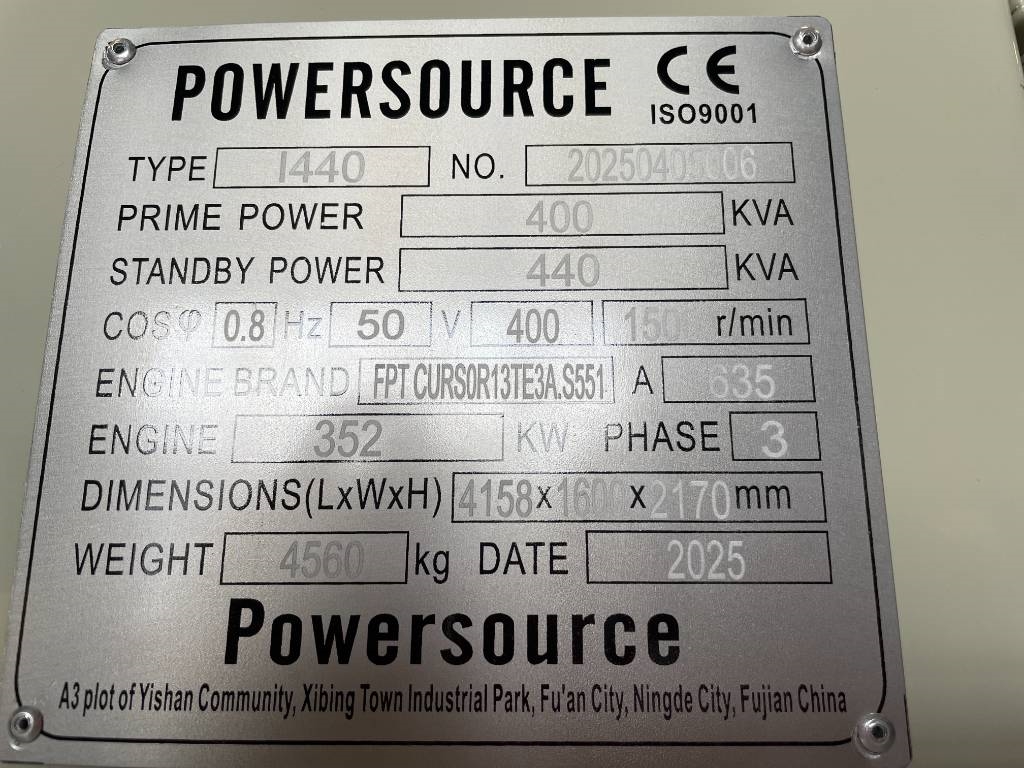 POWERSOURCE CE
ISO9001
TYPE I440 NO.
PRIME POWER 400 KVA
STANDBY POWER 440 KVA
COSφ 0.8 Hz 50 V 400 r/min
ENGINE BRAND FPT CURSOR13TE3A.S551 A 635
ENGINE 352 KW PHASE 3
DIMENSIONS(LxWxH) 4158x1600x2170mm
WEIGHT 4560 kg DATE 2025
Powersource
A3 plot of Yishan Community, Xibing Town Industrial Park, Fu'an City, Ningde City, Fujian China